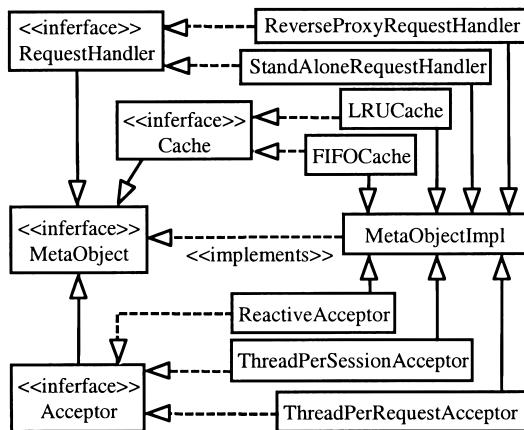 <<inferface>>
RequestHandler
ReverseProxyRequestHandler
StandAloneRequestHandler
<<inferface>>
Cache
LRUCache
FIFOCache
<<inferface>>
MetaObject
<<implements>>
MetaObjectImpl
ReactiveAcceptor
ThreadPerSessionAcceptor
<<inferface>>
Acceptor
ThreadPerRequestAcceptor